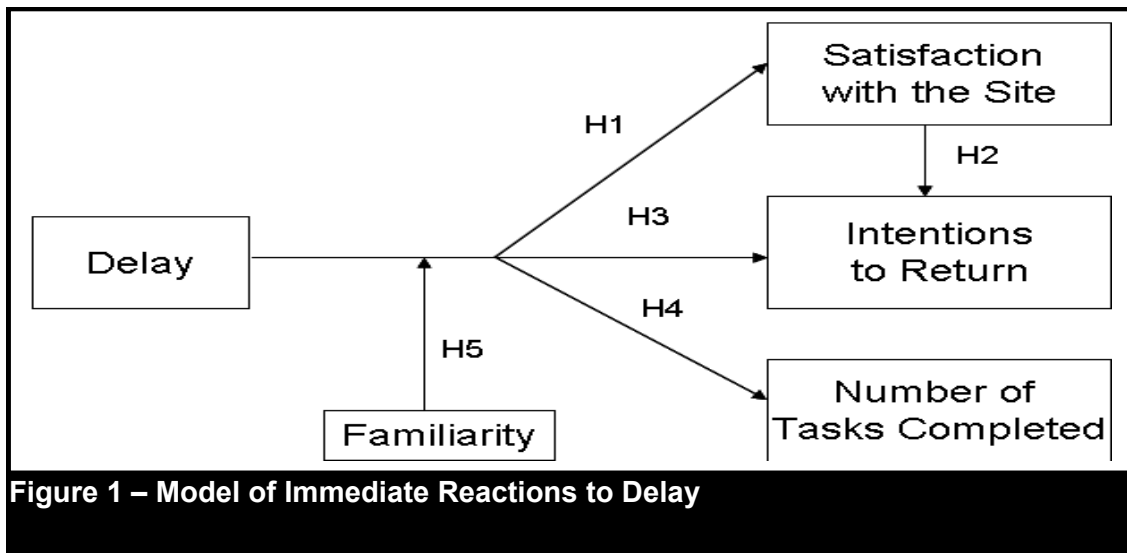 Satisfaction
with the Site
H1
H2
Delay
H3
Intentions
to Return
H4
H5
Familiarity
Number of
Tasks Completed
Figure 1 – Model of Immediate Reactions to Delay